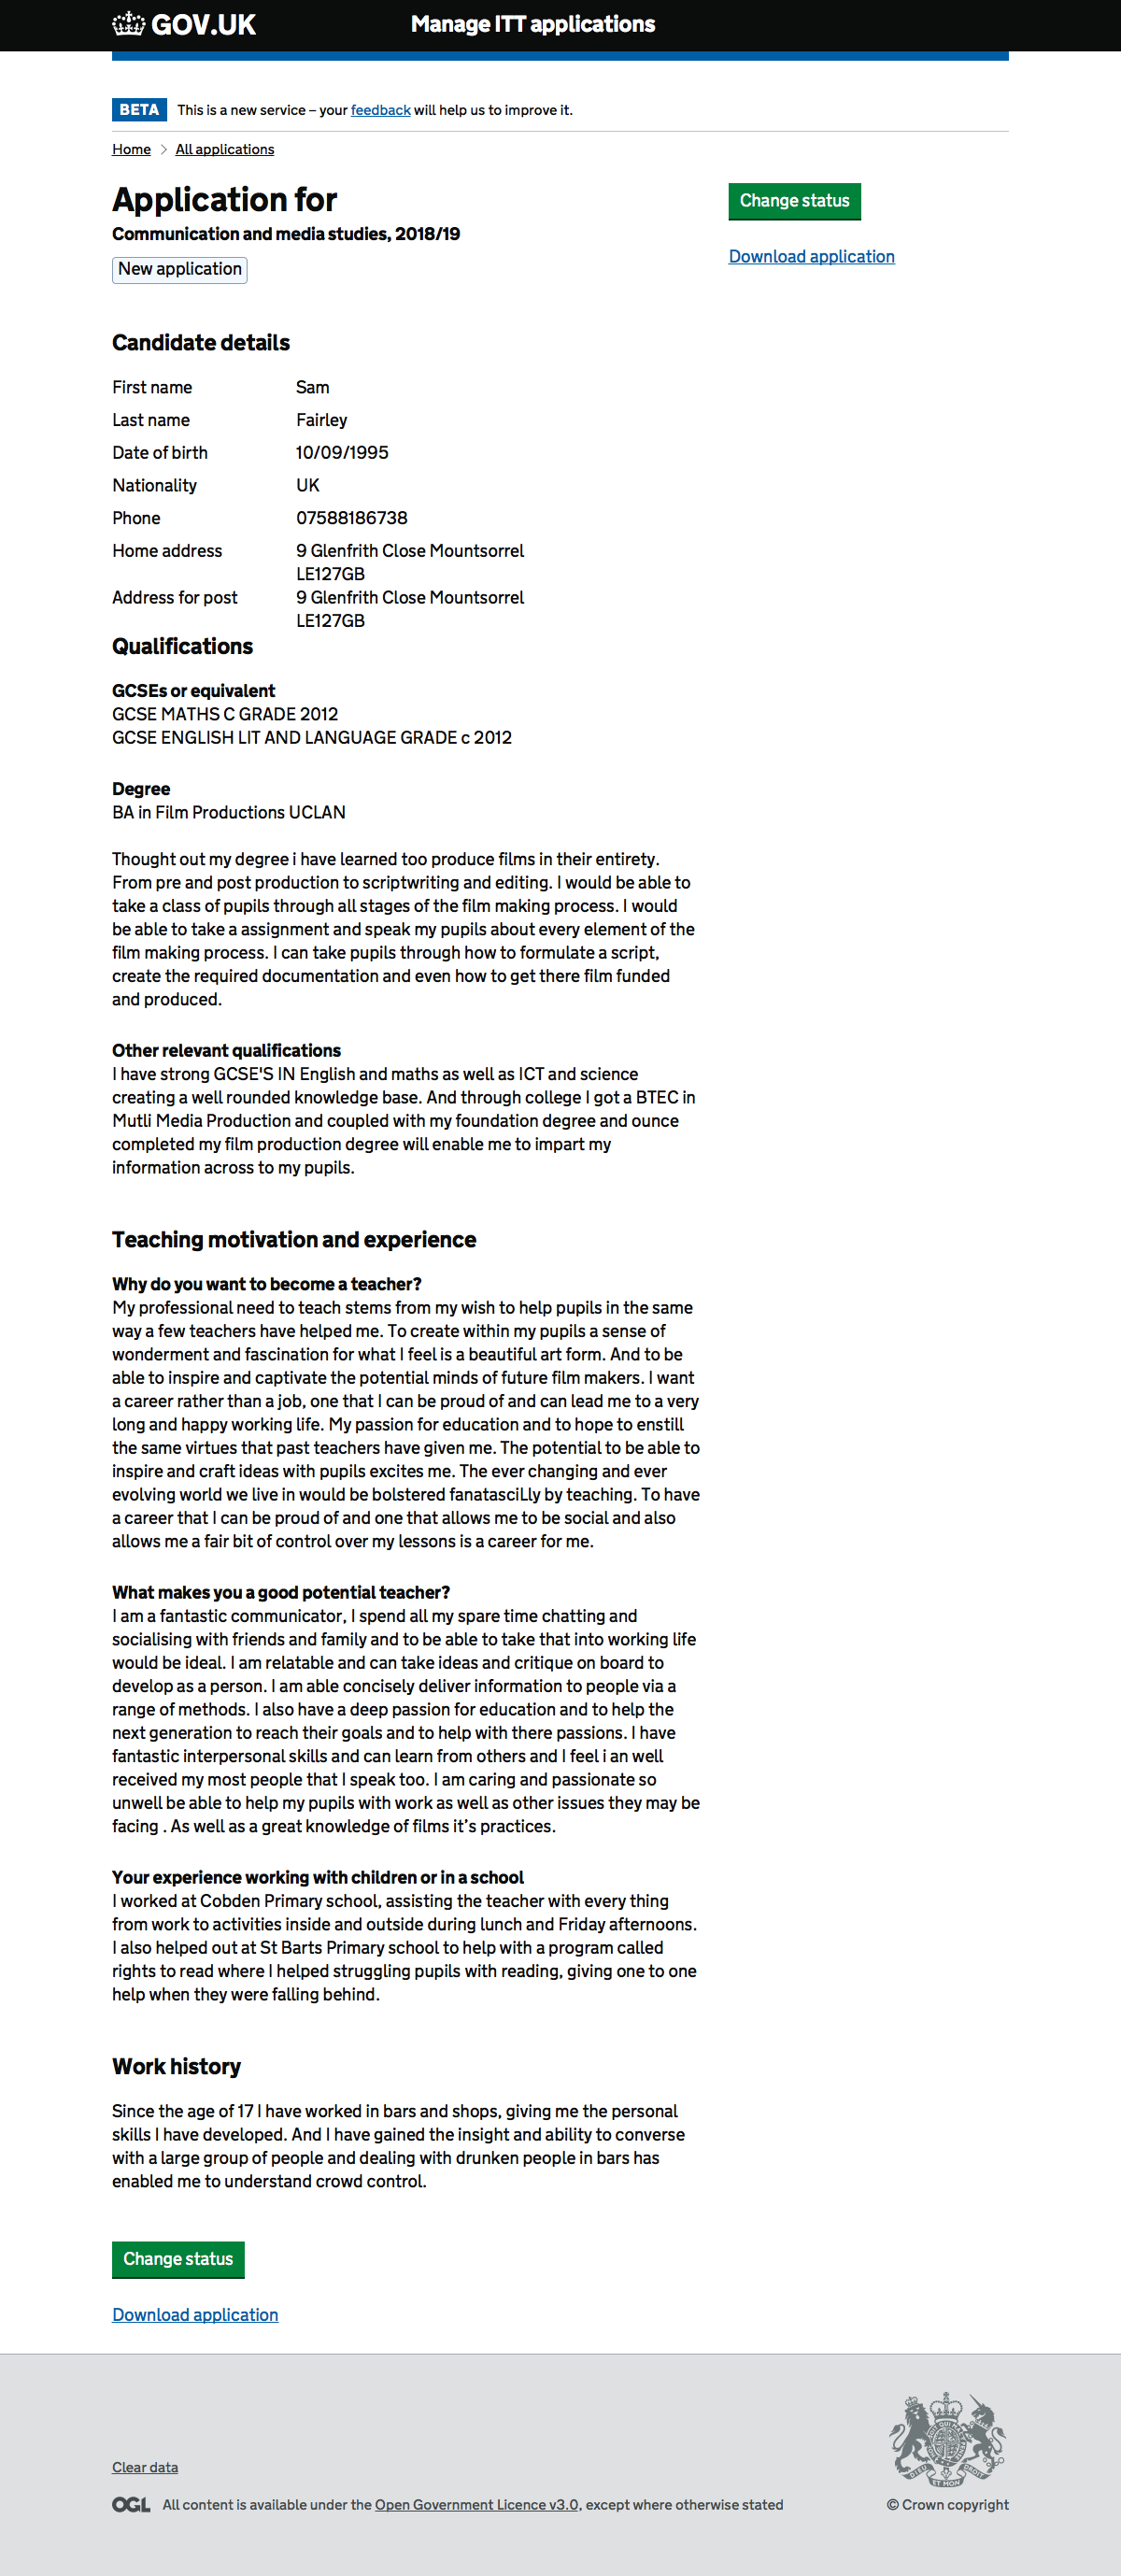 GOV.UK
Manage ITT applications
BETA This is a new service – your feedback will help us to improve it.
Home > All applications
Application for
Communication and media studies, 2018/19
New application
Change status
Download application
Candidate details
First name Sam
Last name Fairley
Date of birth 10/09/1995
Nationality UK
Phone 07588186738
Home address 9 Glenfrith Close Mountsorrel
LE127GB
Address for post 9 Glenfrith Close Mountsorrel
LE127GB
Qualifications
GCSEs or equivalent
GCSE MATHS C GRADE 2012
GCSE ENGLISH LIT AND LANGUAGE GRADE c 2012
Degree
BA in Film Productions UCLAN
Thought out my degree i have learned too produce films in their entirety.
From pre and post production to scriptwriting and editing. I would be able to
take a class of pupils through all stages of the film making process. I would
be able to take a assignment and speak my pupils about every element of the
film making process. I can take pupils through how to formulate a script,
create the required documentation and even how to get there film funded
and produced.
Other relevant qualifications
I have strong GCSE'S IN English and maths as well as ICT and science
creating a well rounded knowledge base. And through college I got a BTEC in
Mutli Media Production and coupled with my foundation degree and ounce
completed my film production degree will enable me to impart my
information across to my pupils.
Teaching motivation and experience
Why do you want to become a teacher?
My professional need to teach stems from my wish to help pupils in the same
way a few teachers have helped me. To create within my pupils a sense of
wonderment and fascination for what I feel is a beautiful art form. And to be
able to inspire and captivate the potential minds of future film makers. I want
a career rather than a job, one that I can be proud of and can lead me to a very
long and happy working life. My passion for education and to hope to enstill
the same virtues that past teachers have given me. The potential to be able to
inspire and craft ideas with pupils excites me. The ever changing and ever
evolving world we live in would be bolstered fanatasciLly by teaching. To have
a career that I can be proud of and one that allows me to be social and also
allows me a fair bit of control over my lessons is a career for me.
What makes you a good potential teacher?
I am a fantastic communicator, I spend all my spare time chatting and
socialising with friends and family and to be able to take that into working life
would be ideal. I am relatable and can take ideas and critique on board to
develop as a person. I am able concisely deliver information to people via a
range of methods. I also have a deep passion for education and to help the
next generation to reach their goals and to help with there passions. I have
fantastic interpersonal skills and can learn from others and I feel i an well
received my most people that I speak too. I am caring and passionate so
unwell be able to help my pupils with work as well as other issues they may be
facing . As well as a great knowledge of films it’s practices.
Your experience working with children or in a school
I worked at Cobden Primary school, assisting the teacher with every thing
from work to activities inside and outside during lunch and Friday afternoons.
I also helped out at St Barts Primary school to help with a program called
rights to read where I helped struggling pupils with reading, giving one to one
help when they were falling behind.
Work history
Since the age of 17 I have worked in bars and shops, giving me the personal
skills I have developed. And I have gained the insight and ability to converse
with a large group of people and dealing with drunken people in bars has
enabled me to understand crowd control.
Change status
Download application
Clear data
OGL All content is available under the Open Government Licence v3.0, except where otherwise stated
© Crown copyright